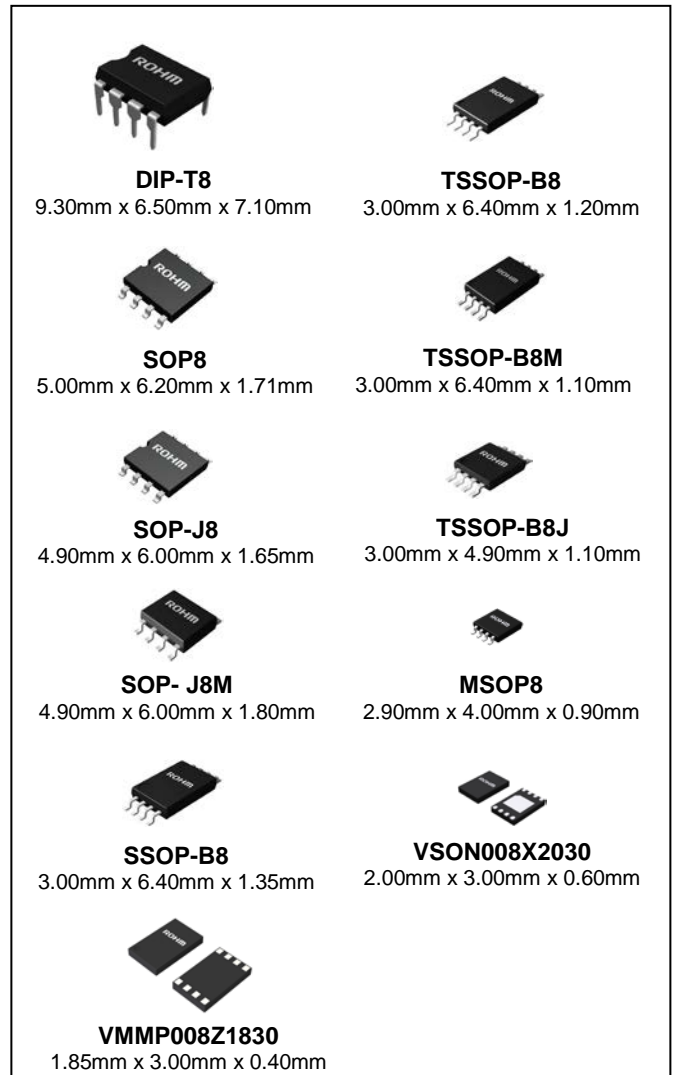 ROHM
DIP-T8
9.30mm x 6.50mm x 7.10mm
ROHM
TSSOP-B8
3.00mm x 6.40mm x 1.20mm
ROHM
SOP8
5.00mm x 6.20mm x 1.71mm
ROHM
TSSOP-B8M
3.00mm x 6.40mm x 1.10mm
ROHM
SOP-J8
4.90mm x 6.00mm x 1.65mm
ROHM
TSSOP-B8J
3.00mm x 4.90mm x 1.10mm
ROHM
SOP- J8M
4.90mm x 6.00mm x 1.80mm
ROHM
MSOP8
2.90mm x 4.00mm x 0.90mm
ROHM
SSOP-B8
3.00mm x 6.40mm x 1.35mm
ROHM
VSON008X2030
2.00mm x 3.00mm x 0.60mm
ROHM
VMMP008Z1830
1.85mm x 3.00mm x 0.40mm